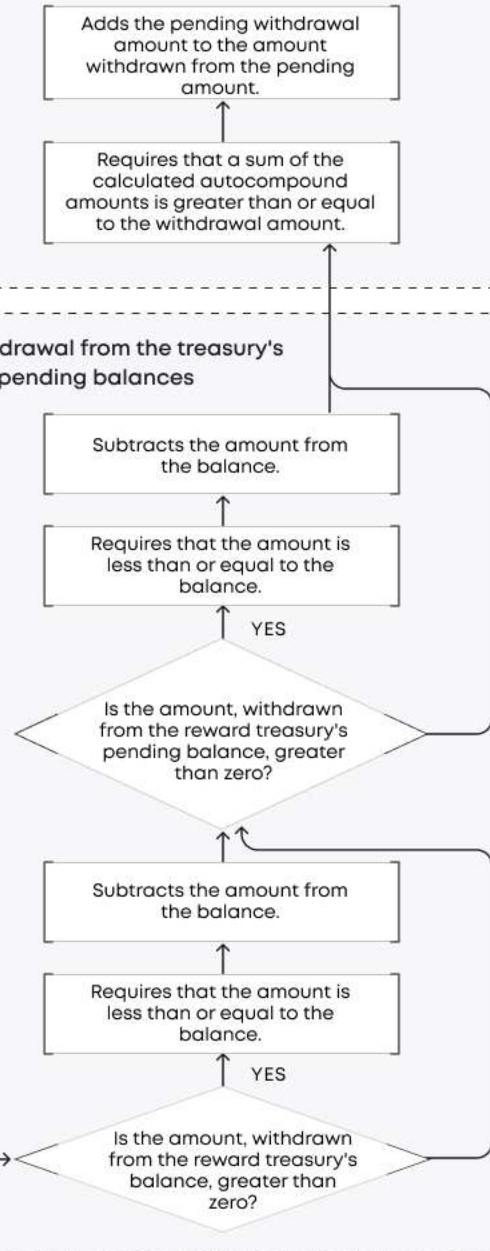 Adds the pending withdrawal
amount to the amount
withdrawn from the pending
amount.
Requires that a sum of the
calculated autocompound
amounts is greater than or equal
to the withdrawal amount.
drawal from the treasury's
pending balances
Subtracts the amount from
the balance.
Requires that the amount is
less than or equal to the
balance.
YES
Is the amount, withdrawn
from the reward treasury's
pending balance, greater
than zero?
Subtracts the amount from
the balance.
Requires that the amount is
less than or equal to the
balance.
YES
Is the amount, withdrawn
from the reward treasury's
balance, greater than
zero?